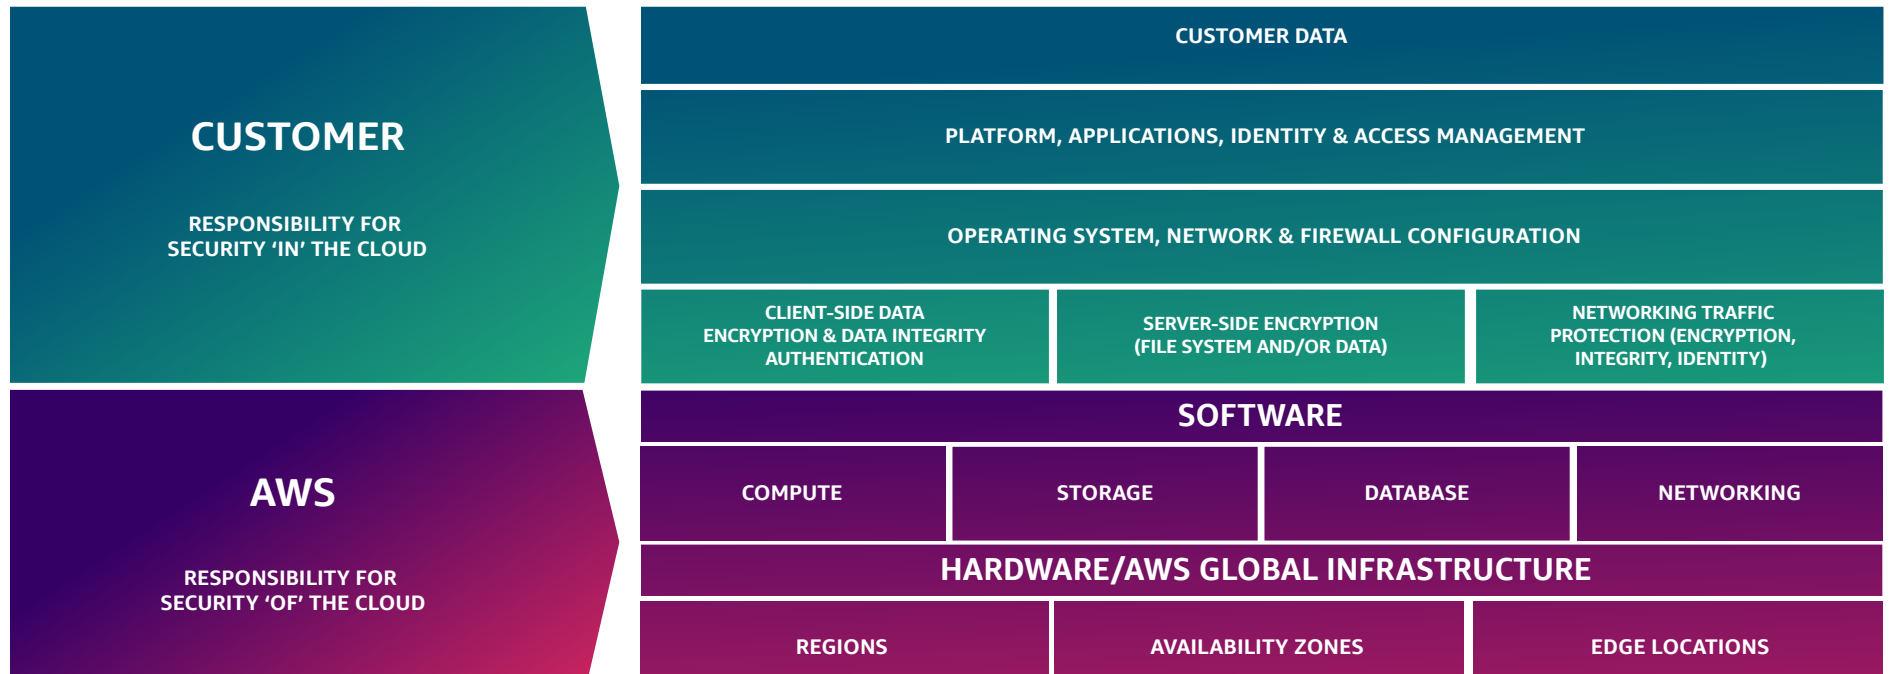 CUSTOMER
RESPONSIBILITY FOR
SECURITY ‘IN’ THE CLOUD
CUSTOMER DATA
PLATFORM, APPLICATIONS, IDENTITY & ACCESS MANAGEMENT
OPERATING SYSTEM, NETWORK & FIREWALL CONFIGURATION
CLIENT-SIDE DATA
ENCRYPTION & DATA INTEGRITY
AUTHENTICATION
SERVER-SIDE ENCRYPTION
(FILE SYSTEM AND/OR DATA)
NETWORKING TRAFFIC
PROTECTION (ENCRYPTION,
INTEGRITY, IDENTITY)
AWS
RESPONSIBILITY FOR
SECURITY ‘OF’ THE CLOUD
SOFTWARE
COMPUTE
STORAGE
DATABASE
NETWORKING
HARDWARE/AWS GLOBAL INFRASTRUCTURE
REGIONS
AVAILABILITY ZONES
EDGE LOCATIONS